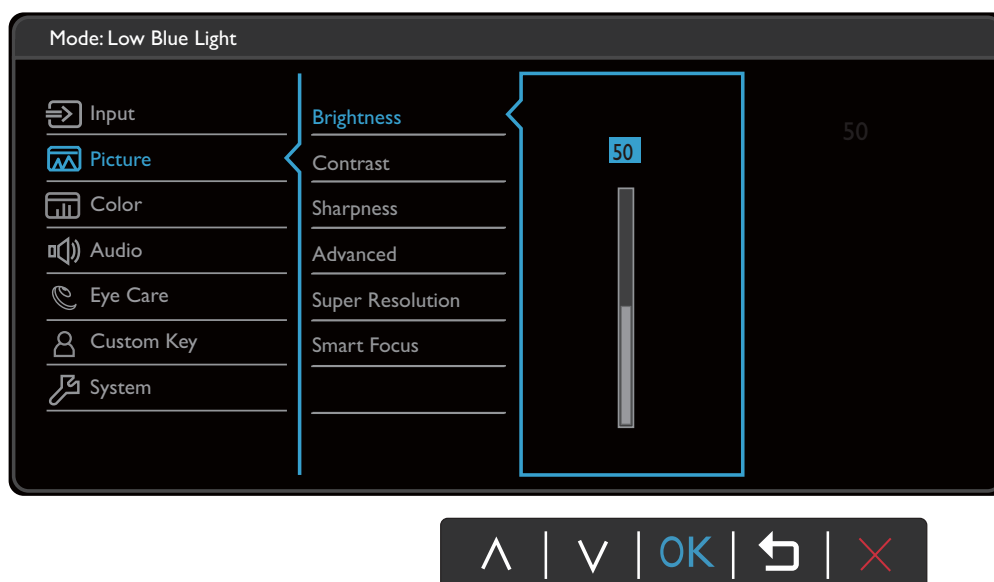 Mode: Low Blue Light
Input
Picture
Color
Audio
Eye Care
Custom Key
System
Brightness
Contrast
Sharpness
Advanced
Super Resolution
Smart Focus
50
50
OK